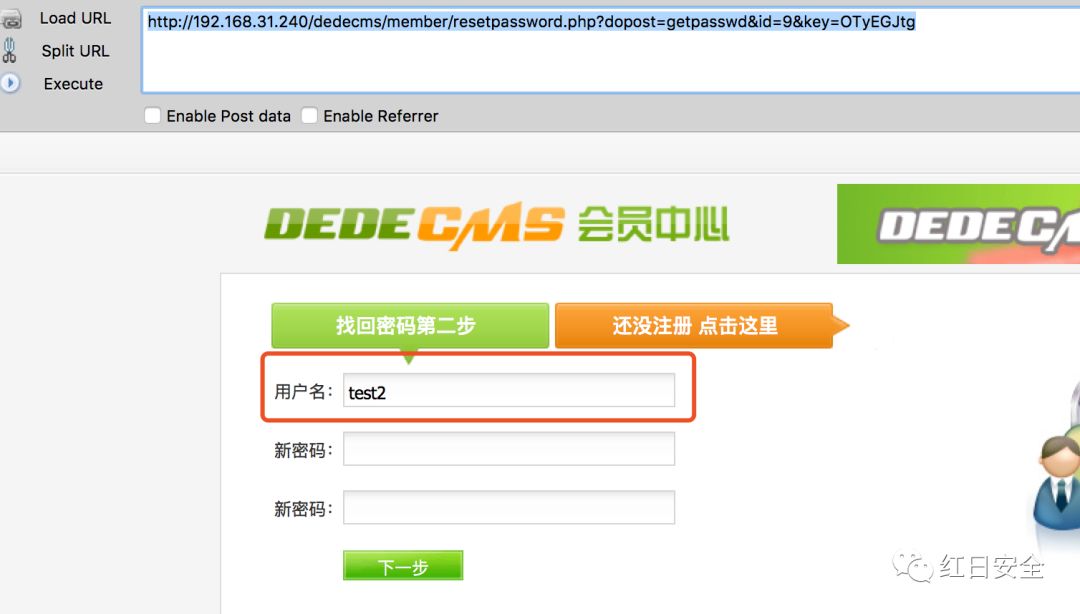 Load URL
http://192.168.31.240/dedecms/member/resetpassword.php?dopost=getpasswd&id=9&key=OTyEGJtg
Split URL
Execute
Enable Post data
Enable Referrer
DEDECMS 会员中心
DEDECM
找回密码第二步
还没注册 点击这里
用户名：
test2
新密码：
新密码：
下一步
红日安全